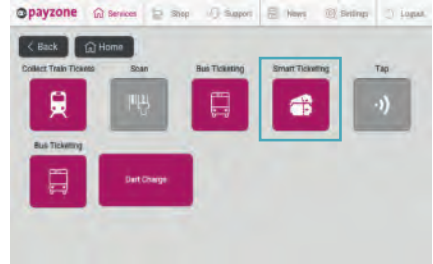 payzone Services Shop Support News Settings Logout
< Back Home
Collect Train Tickets Scan Bus Ticketing Smart Ticketing Tap
Bus Ticketing
Dart Charge